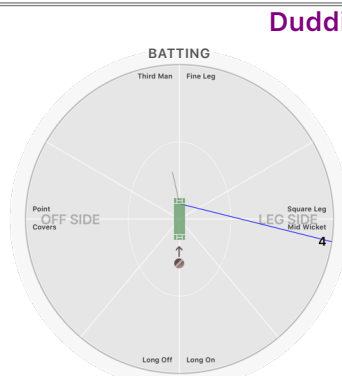 Duddi
BATTING
Third Man Fine Leg
Point Square Leg
OFF SIDE LEG SIDE
Covers Mid Wicket
4
Long Off Long On